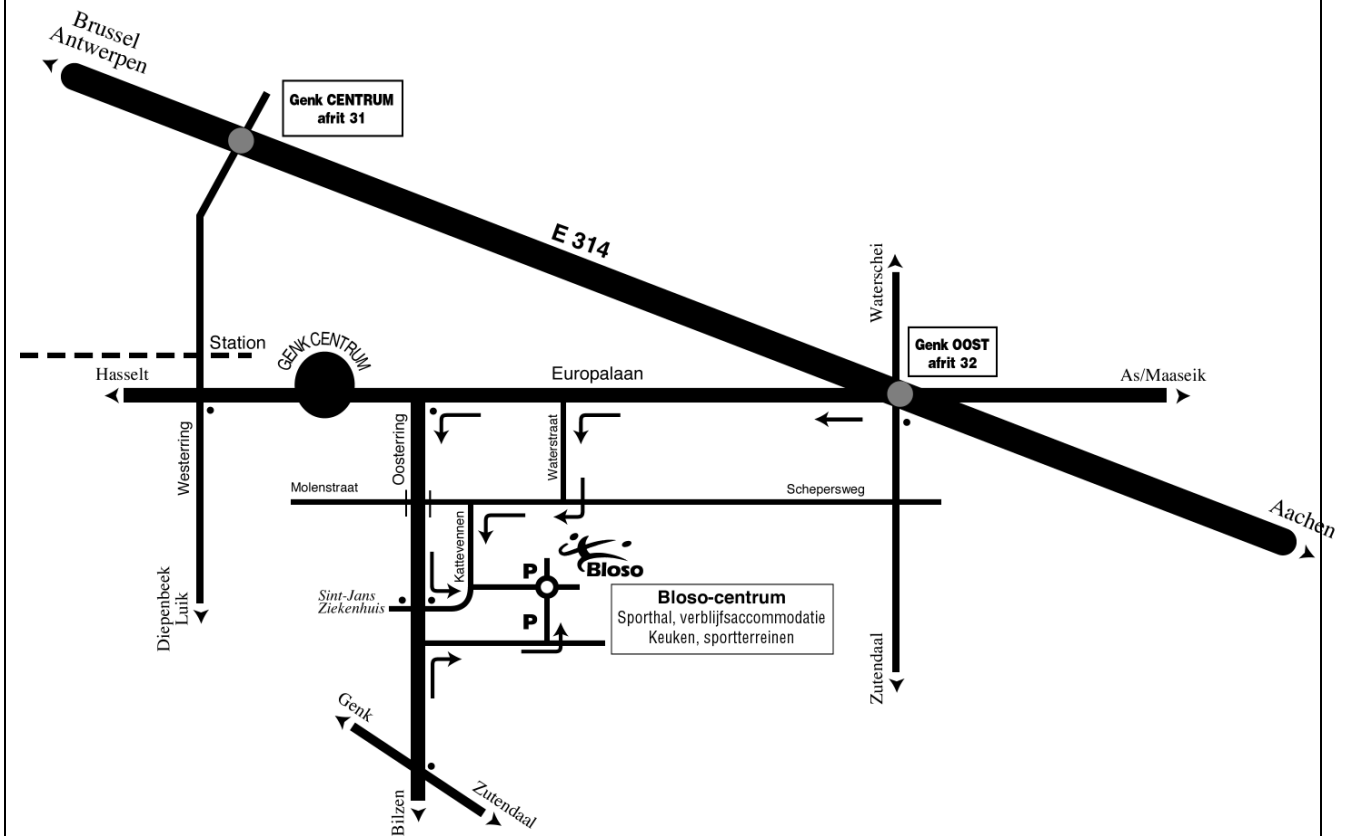 Brussel
Antwerpen
Genk CENTRUM
afrit 31
E 314
Waterschei
Genk OOST
afrit 32
Station
GENK CENTRUM
Hasselt
Europalaan
As/Maaseik
Westerring
Oosterring
Waterstraat
Molenstraat
Schepersweg
Aachen
Kattevennen
Bloso
P
Sint-Jans
Ziekenhuis
P
Bloso-centrum
Sporthal, verblijfsaccommodatie
Keuken, sportterreinen
Diepenbeek
Luik
Zutendaal
Genk
Zutendaal
Bilzen